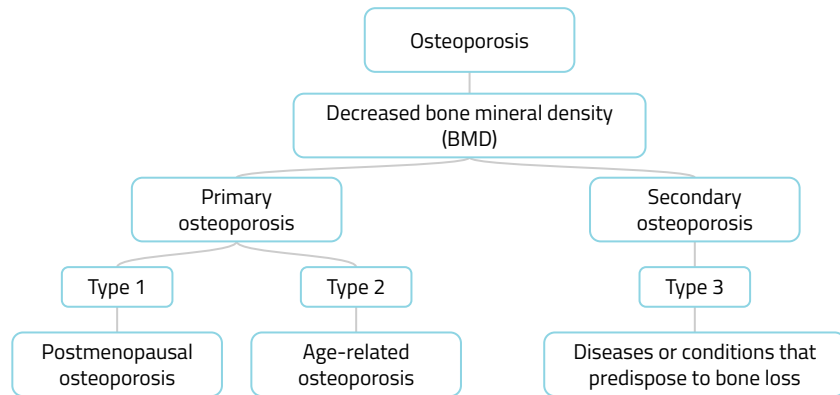 Osteoporosis
Decreased bone mineral density
(BMD)
Primary
osteoporosis
Secondary
osteoporosis
Type 1
Type 2
Type 3
Postmenopausal
osteoporosis
Age-related
osteoporosis
Diseases or conditions that
predispose to bone loss